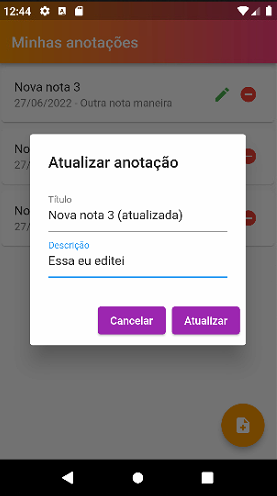 12:44
Minhas anotações
Nova nota 3
27/06/2022 - Outra nota maneira
No
27/
No
27/
Atualizar anotação
Título
Nova nota 3 (atualizada)
Descrição
Essa eu editei
Cancelar
Atualizar